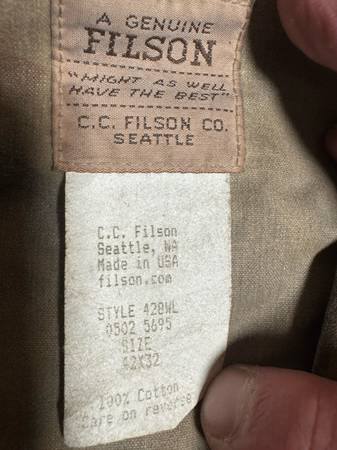 A GENUINE
FILSON
"MIGHT AS WELL
HAVE THE BEST"
C.C. FILSON CO.
SEATTLE
C.C. Filson
Seattle, WA
Made in USA
filson.com
STYLE 428WL
0502 5695
SIZE
42X32
100% Cotton
Care on reverse